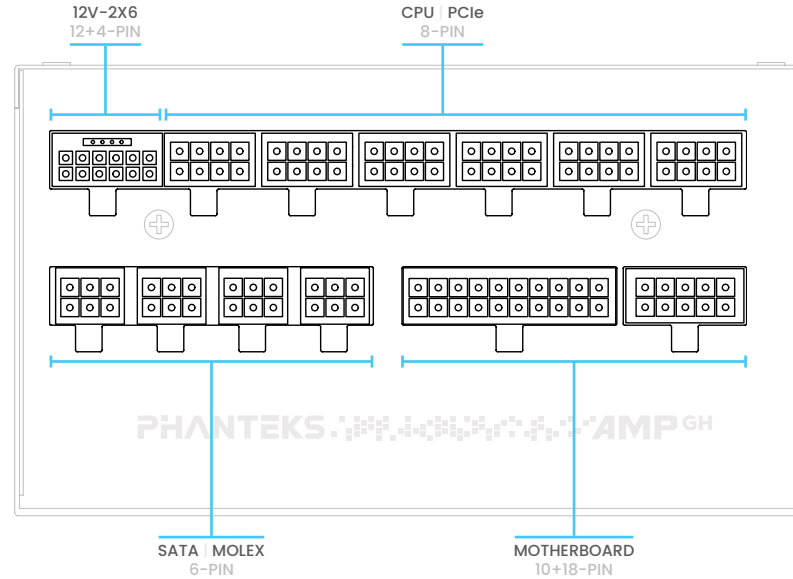 12V-2X6
12+4-PIN
CPU | PCIe
8-PIN
PHANTEKS AMP GH
SATA | MOLEX
6-PIN
MOTHERBOARD
10+18-PIN